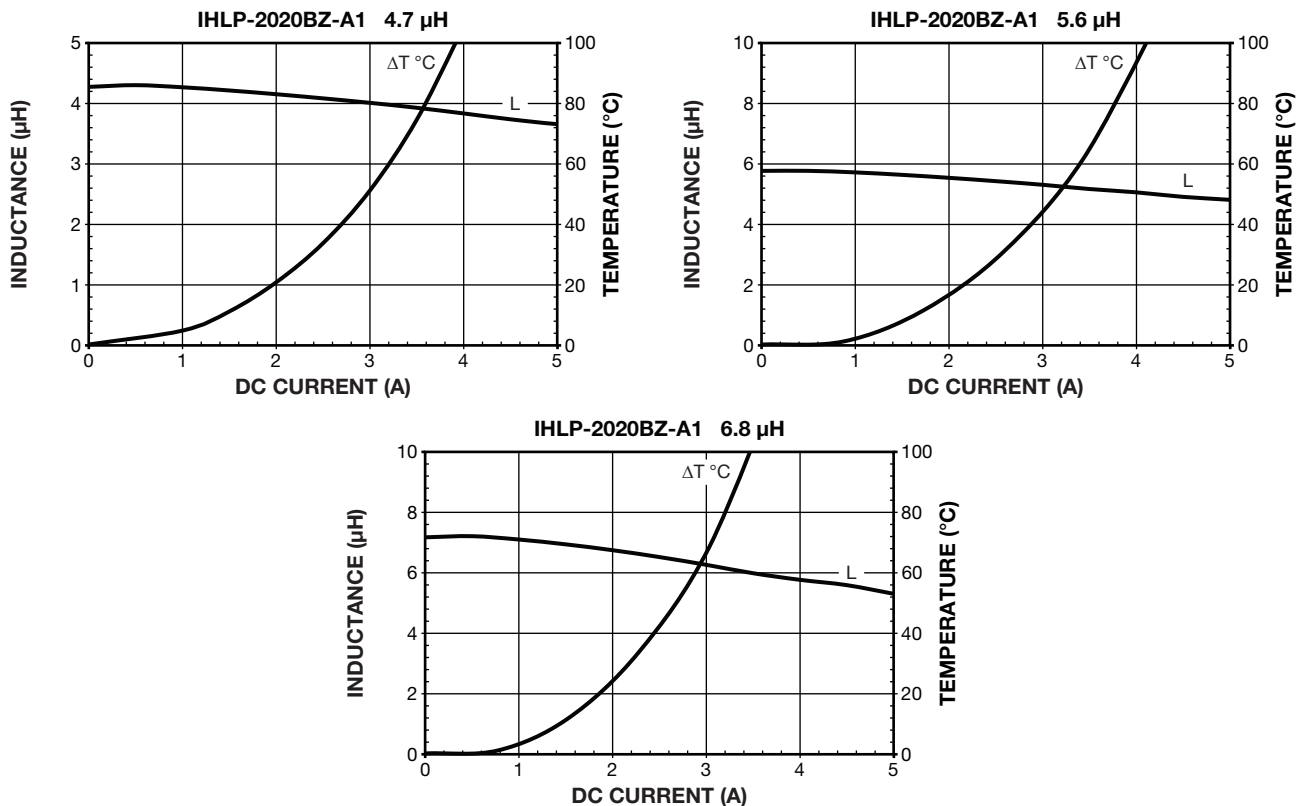 IHLP-2020BZ-A1 4.7 µH
5
4
3
2
1
0
INDUCTANCE (µH)
100
80
60
40
20
0
TEMPERATURE (°C)
ΔT °C
L
0 1 2 3 4 5
DC CURRENT (A)
IHLP-2020BZ-A1 5.6 µH
10
8
6
4
2
0
INDUCTANCE (µH)
100
80
60
40
20
0
TEMPERATURE (°C)
ΔT °C
L
0 1 2 3 4 5
DC CURRENT (A)
IHLP-2020BZ-A1 6.8 µH
10
8
6
4
2
0
INDUCTANCE (µH)
100
80
60
40
20
0
TEMPERATURE (°C)
ΔT °C
L
0 1 2 3 4 5
DC CURRENT (A)